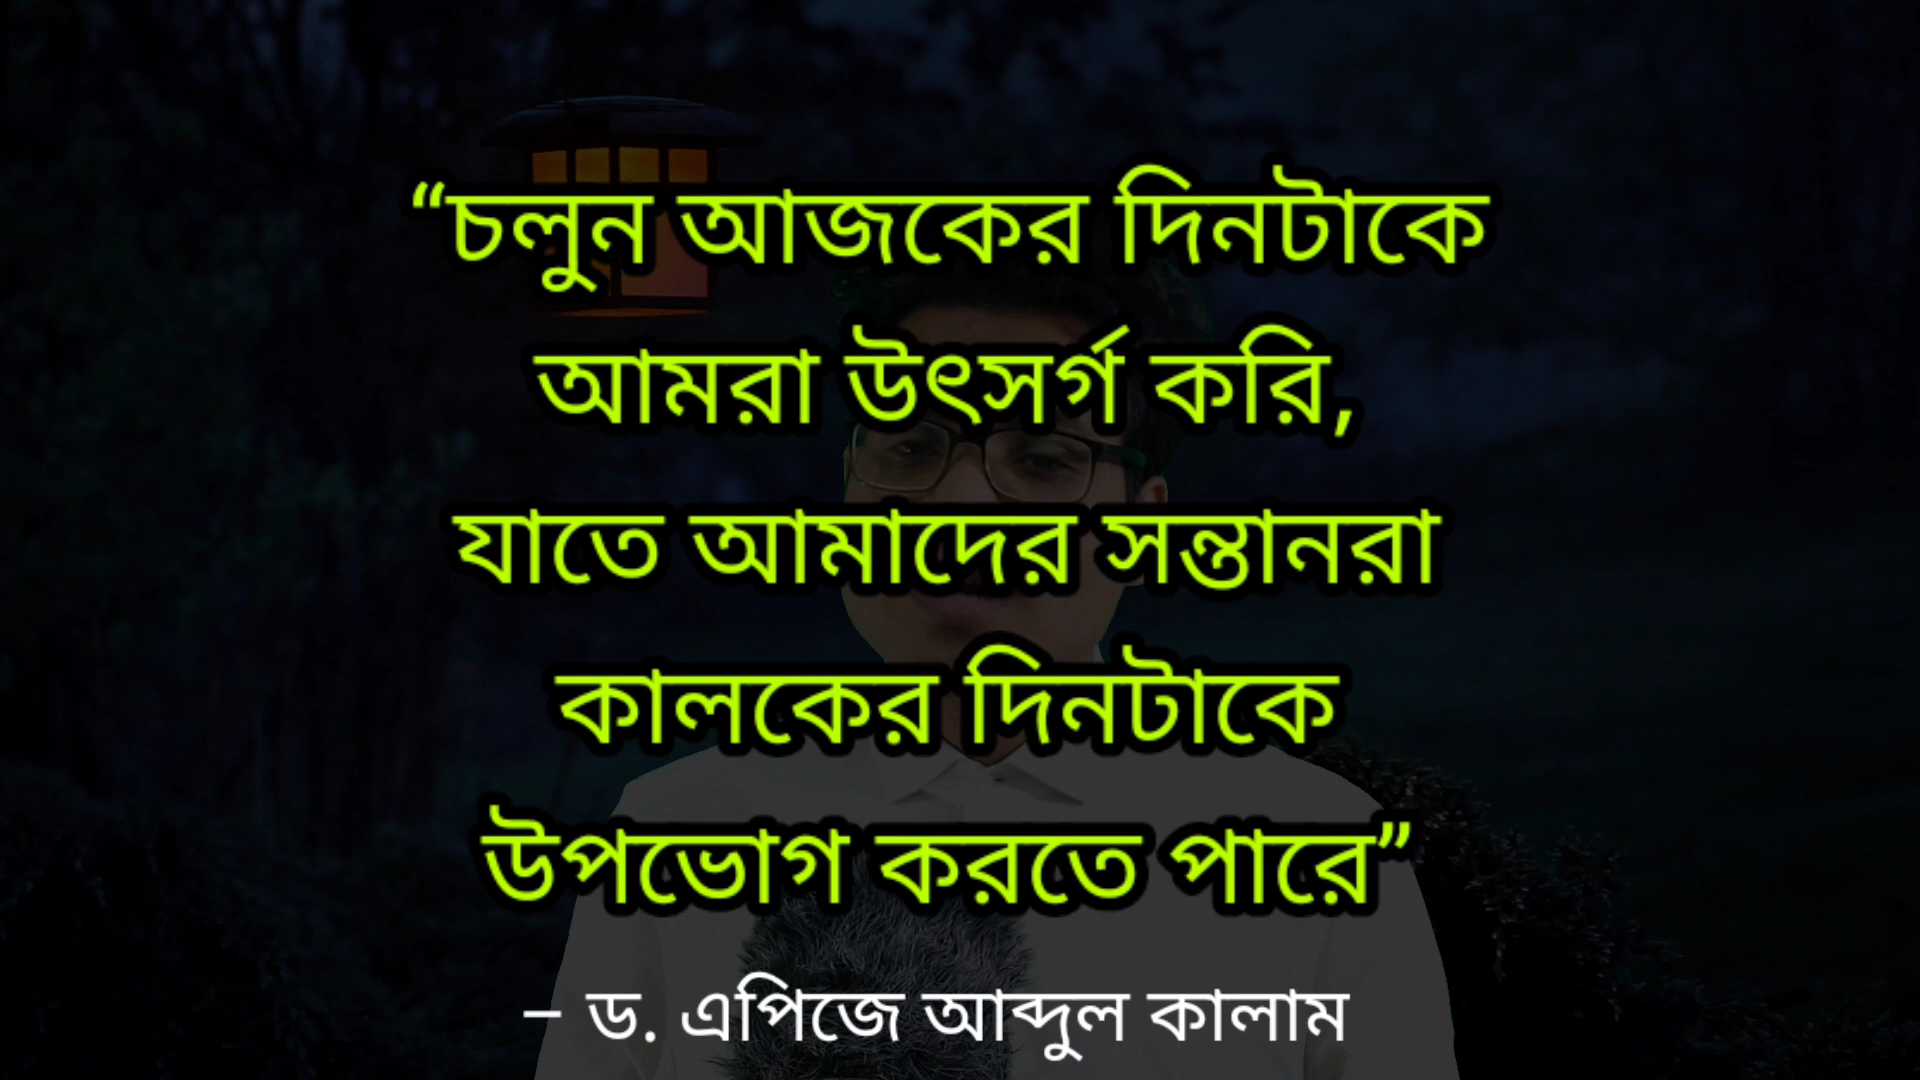 “চলুন আজকের দিনটাকে
আমরা উৎসর্গ করি,
যাতে আমাদের সন্তানরা
কালকের দিনটাকে
উপভোগ করতে পারে”
– ড. এপিজে আব্দুল কালাম